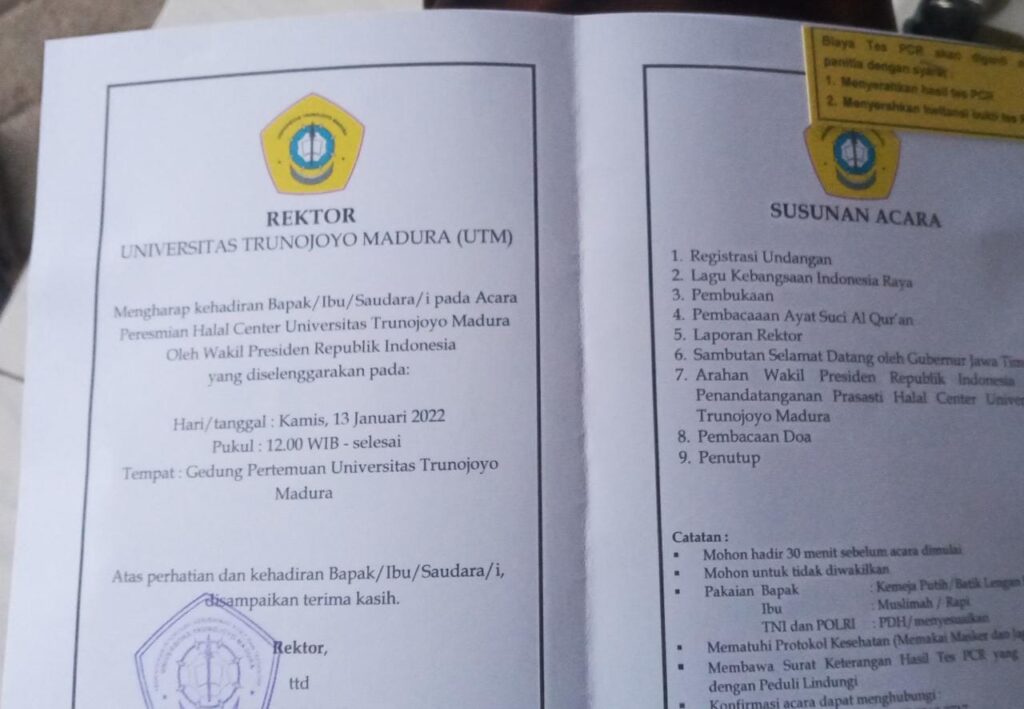 UNIVERSITAS TRUNOJOYO MADURA
REKTOR
UNIVERSITAS TRUNOJOYO MADURA (UTM)
Mengharap kehadiran Bapak/Ibu/Saudara/i pada Acara
Peresmian Halal Center Universitas Trunojoyo Madura
Oleh Wakil Presiden Republik Indonesia
yang diselenggarakan pada:
Hari/tanggal : Kamis, 13 Januari 2022
Pukul : 12.00 WIB - selesai
Tempat : Gedung Pertemuan Universitas Trunojoyo
Madura
Atas perhatian dan kehadiran Bapak/Ibu/Saudara/i,
disampaikan terima kasih.
Rektor,
ttd
Biaya Tes PCR akan diganti
panitia dengan syarat :
1. Menyerahkan hasil tes PCR
2. Menyerahkan kwitansi bukti tes
SUSUNAN ACARA
1. Registrasi Undangan
2. Lagu Kebangsaan Indonesia Raya
3. Pembukaan
4. Pembacaaan Ayat Suci Al Qur'an
5. Laporan Rektor
6. Sambutan Selamat Datang oleh Gubernur Jawa
7. Arahan Wakil Presiden Republik Indonesia
Penandatanganan Prasasti Halal Center
Trunojoyo Madura
8. Pembacaan Doa
9. Penutup
Catatan :
▪ Mohon hadir 30 menit sebelum acara dimulai
▪ Mohon untuk tidak diwakilkan
▪ Pakaian Bapak : Kemeja Putih/Batik Lengan
Ibu : Muslimah / Rapi
TNI dan POLRI : PDH/menyesuaikan
▪ Mematuhi Protokol Kesehatan (Memakai Masker dan
▪ Membawa Surat Keterangan Hasil Tes PCR yang
dengan Peduli Lindungi
▪ Konfirmasi acara dapat menghubungi :